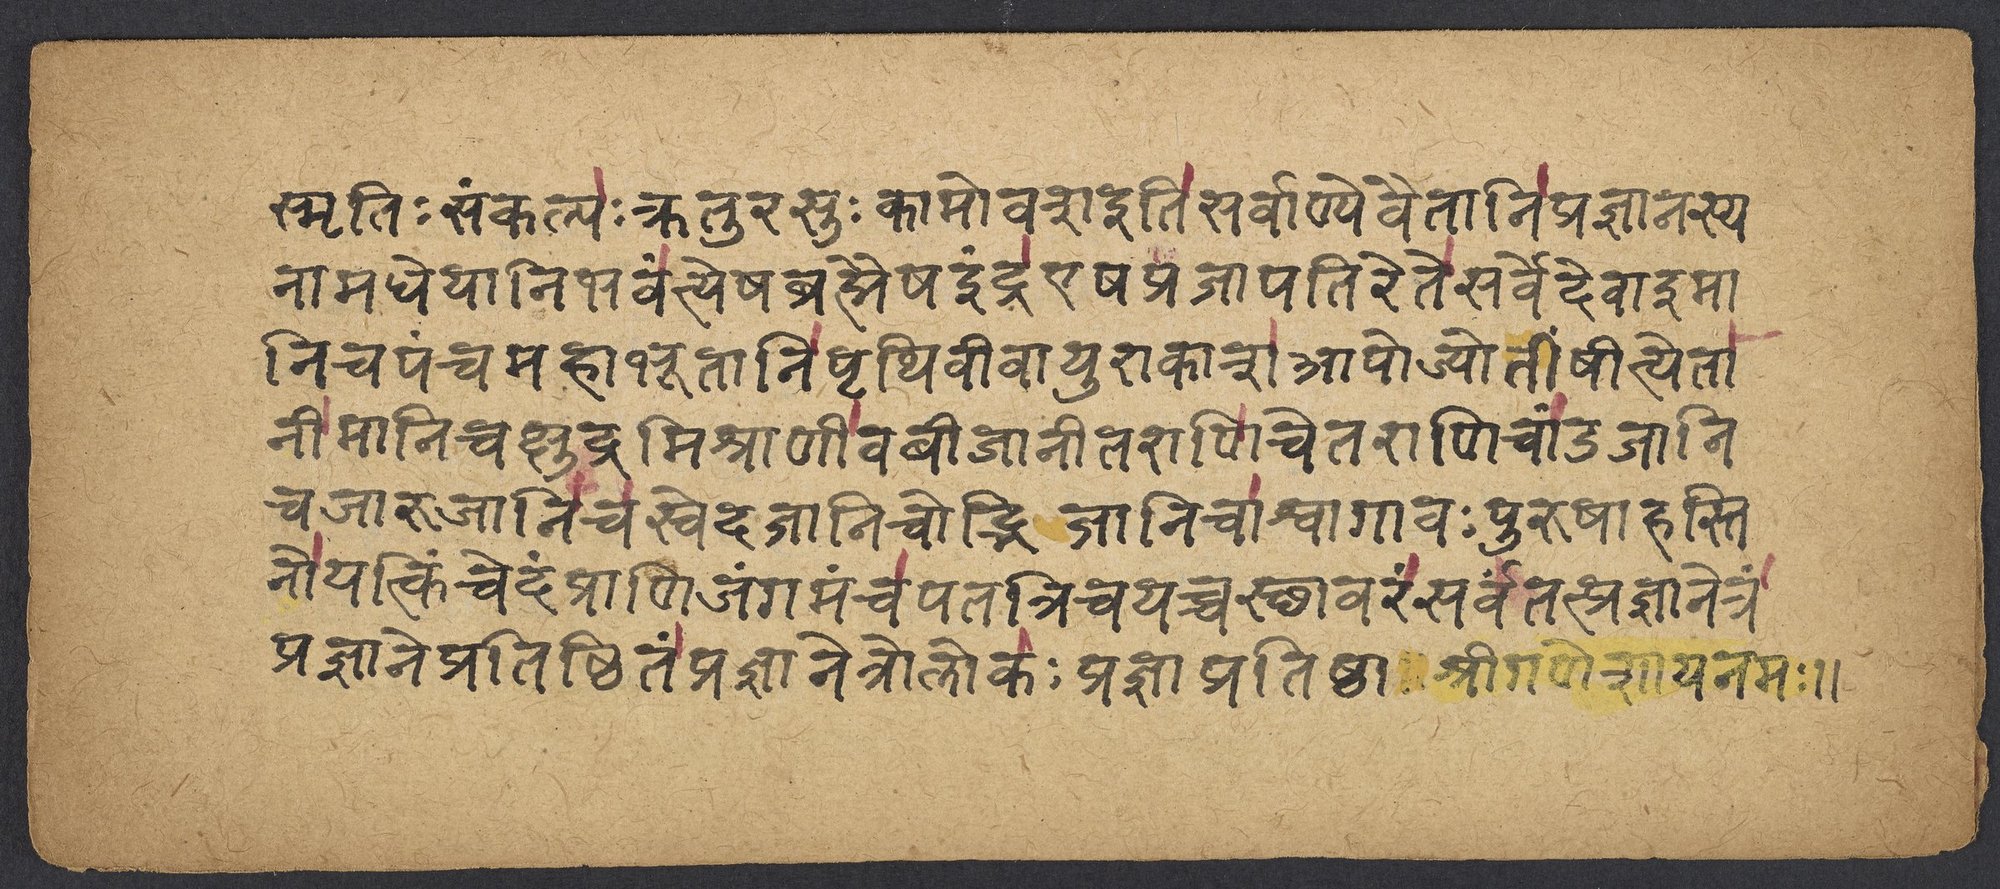 स्मृतिःसंकल्पःक्रतुरसुःकामोवशइतिसर्वाण्येवैतानिप्रज्ञानस्य
नामधेयानिभवंत्येषब्रह्मैषइंद्रएषप्रजापतिरेतेसर्वेदेवाइमा
निचपंचमहाभूतानिपृथिवीवायुराकाशआपोज्योतींषीत्येता
नीमानिचक्षुद्रमिश्राणीवबीजानीतराणिचेतराणिचांडजानि
चजारुजानिचस्वेदजानिचोद्भिजानिचाश्वागावःपुरुषाहस्ति
नोयत्किंचेदंप्राणिजंगमंचपतत्रिचयच्चस्थावरंसर्वंतत्प्रज्ञानेत्रं
प्रज्ञानेप्रतिष्ठितंप्रज्ञानेत्रोलोकःप्रज्ञाप्रतिष्ठा श्रीगणेशायनमः॥